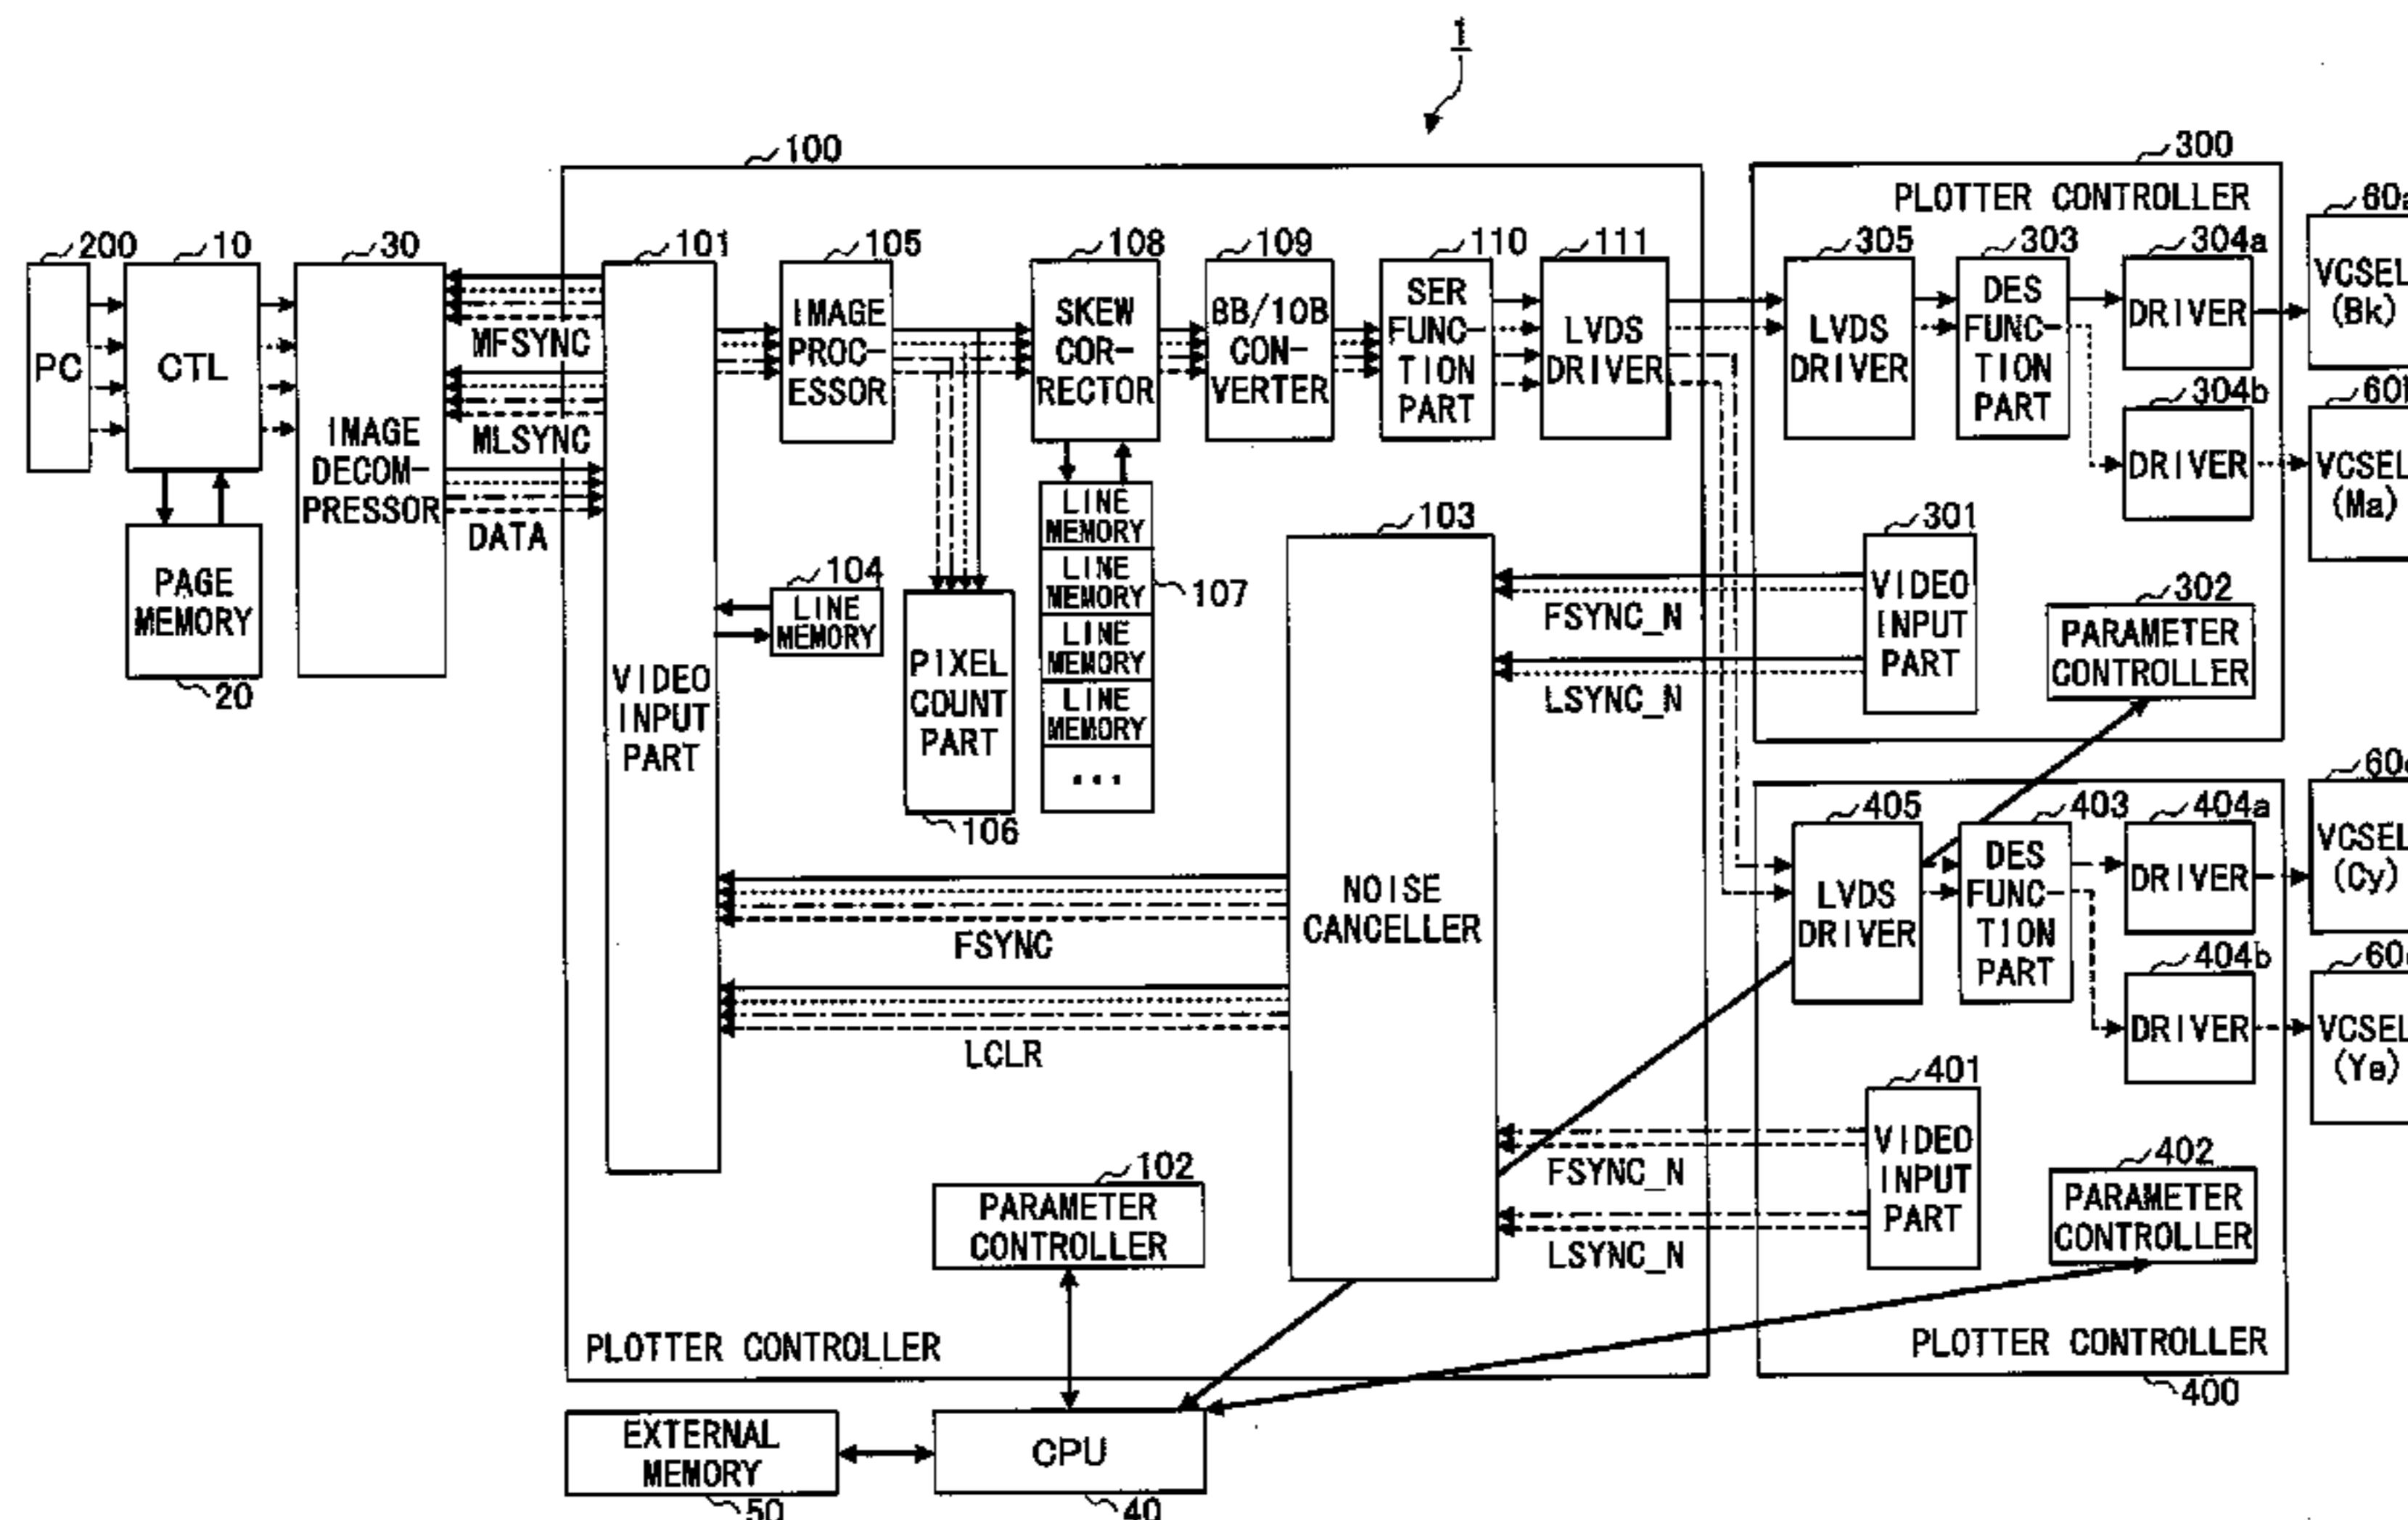 1
100
300
PLOTTER CONTROLLER
200
10
30
101
105
108
109
110
111
305
303
304a
PC
CTL
IMAGE
DECOM-
PRESSOR
MFSYNC
MLSYNC
DATA
IMAGE
PROC-
ESSOR
SKEW
COR-
RECTOR
8B/10B
CON-
VERTER
SER
FUNC-
TION
PART
LVDS
DRIVER
LVDS
DRIVER
DES
FUNC-
TION
PART
DRIVER
VCSEL
(Bk)
304b
DRIVER
VCSEL
(Ma)
PAGE
MEMORY
20
VIDEO
INPUT
PART
104
LINE
MEMORY
PIXEL
COUNT
PART
106
LINE
MEMORY
LINE
MEMORY
LINE
MEMORY
LINE
MEMORY
...
107
103
NOISE
CANCELLER
FSYNC_N
LSYNC_N
301
VIDEO
INPUT
PART
302
PARAMETER
CONTROLLER
FSYNC
LCLR
405
403
404a
LVDS
DRIVER
DES
FUNC-
TION
PART
DRIVER
VCSEL
(Cy)
404b
DRIVER
VCSEL
(Ye)
401
VIDEO
INPUT
PART
FSYNC_N
LSYNC_N
402
PARAMETER
CONTROLLER
102
PARAMETER
CONTROLLER
PLOTTER CONTROLLER
PLOTTER CONTROLLER
400
EXTERNAL
MEMORY
50
CPU
40